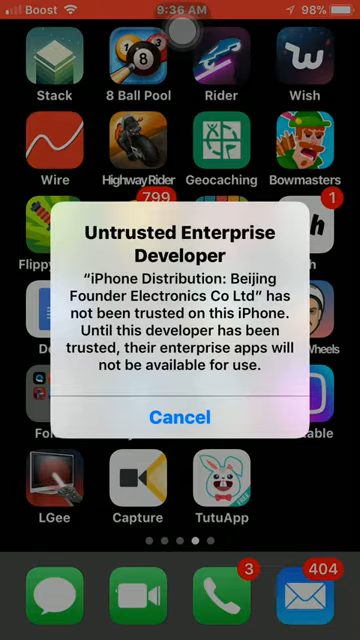 Boost 9:36 AM 98%
Stack 8 Ball Pool Rider Wish
Wire HighwayRider Geocaching Bowmasters
799 1
Untrusted Enterprise
Developer
“iPhone Distribution: Beijing
Founder Electronics Co Ltd” has
not been trusted on this iPhone.
Until this developer has been
trusted, their enterprise apps will
not be available for use.
Cancel
LGee Capture TutuApp
FREE
3 404